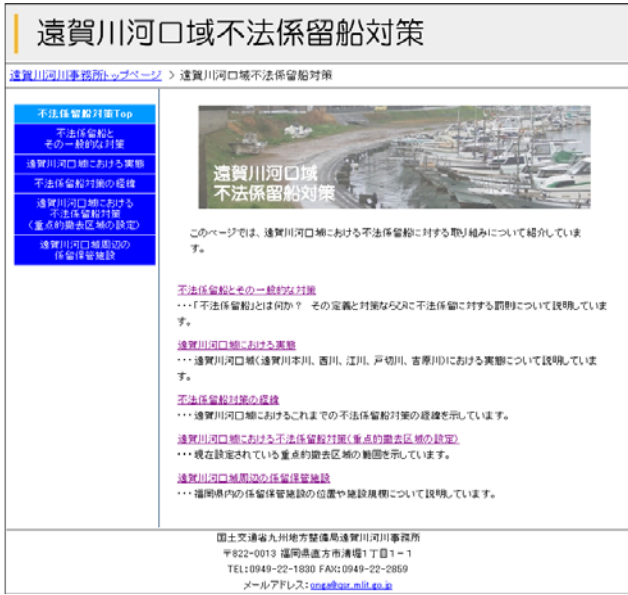 遠賀川河口域不法係留船対策
遠賀川河川事務所トップページ > 遠賀川河口域不法係留船対策
不法係留船対策Top
不法係留船と
その一般的な対策
遠賀川河口域における実態
不法係留船対策の経緯
遠賀川河口域における
不法係留船対策
(重点的撤去区域の設定)
遠賀川河口域周辺の
係留保管施設
遠賀川河口域
不法係留船対策
このページでは、遠賀川河口域における不法係留船に対する取り組みについて紹介していま
す。
不法係留船とその一般的な対策
・・・「不法係留船」とは何か? その定義と対策ならびに不法係留に対する罰則について説明していま
す。
遠賀川河口域における実態
・・・遠賀川河口域(遠賀川本川、西川、江川、戸切川、吉原川)における実態について説明していま
す。
不法係留船対策の経緯
・・・遠賀川河口域におけるこれまでの不法係留船対策の経緯を示しています。
遠賀川河口域における不法係留船対策(重点的撤去区域の設定)
・・・現在設定されている重点的撤去区域の範囲を示しています。
遠賀川河口域周辺の係留保管施設
・・・福岡県内の係留保管施設の位置や施設規模について説明しています。
国土交通省九州地方整備局遠賀川河川事務所
〒822-0013 福岡県直方市溝堀1丁目1-1
TEL:0949-22-1830 FAX:0949-22-2859
メールアドレス:onga@qsr.mlit.go.jp